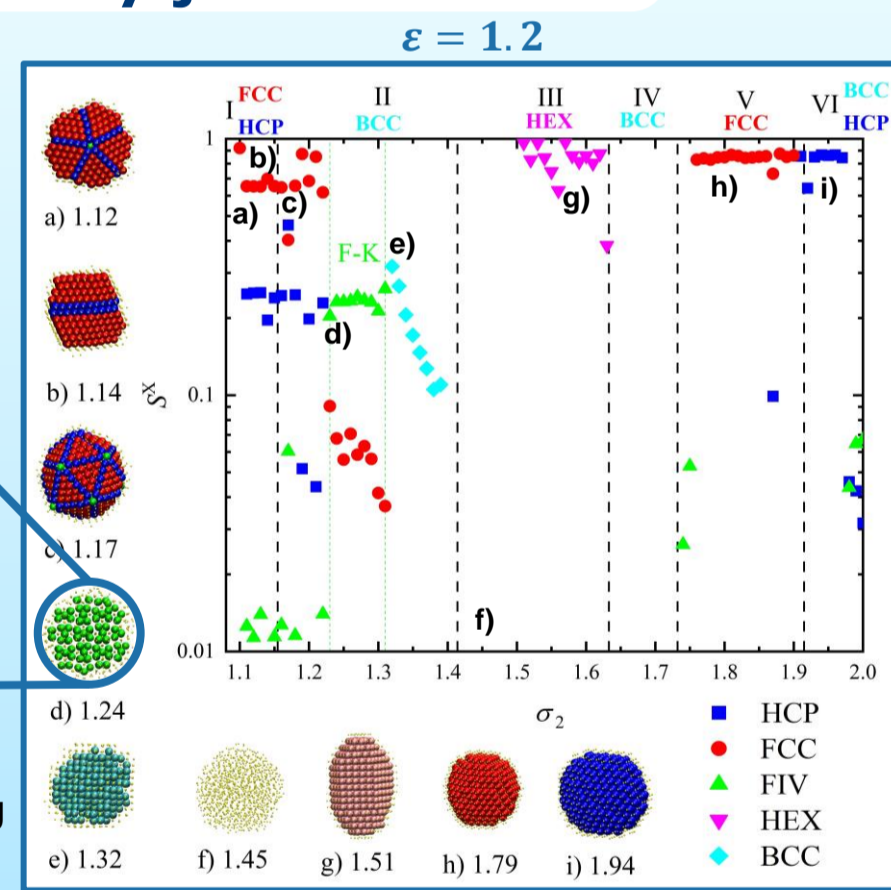 ε = 1.2
I FCC II III IV V VI BCC
HCP BCC HEX BCC FCC HCP
a) 1.12
b) 1.14
c) 1.17
d) 1.24
e) 1.32
f) 1.45
g) 1.51
h) 1.79
i) 1.94
Sˣ
1
0.1
0.01
a)
b)
c)
F-K
d)
e)
f)
g)
h)
i)
1.1 1.2 1.3 1.4 1.5 1.6 1.7 1.8 1.9 2.0
σ₂
HCP
FCC
FIV
HEX
BCC